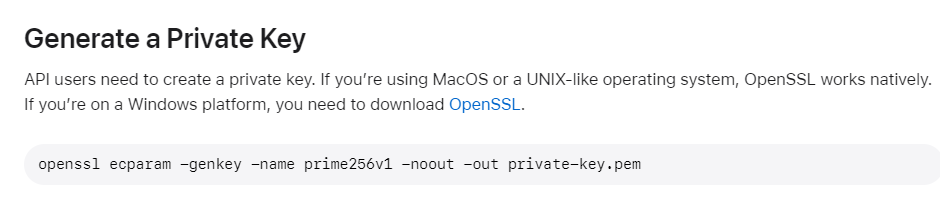 Generate a Private Key
API users need to create a private key. If you’re using MacOS or a UNIX-like operating system, OpenSSL works natively.
If you’re on a Windows platform, you need to download OpenSSL.
openssl ecparam –genkey –name prime256v1 –noout –out private-key.pem